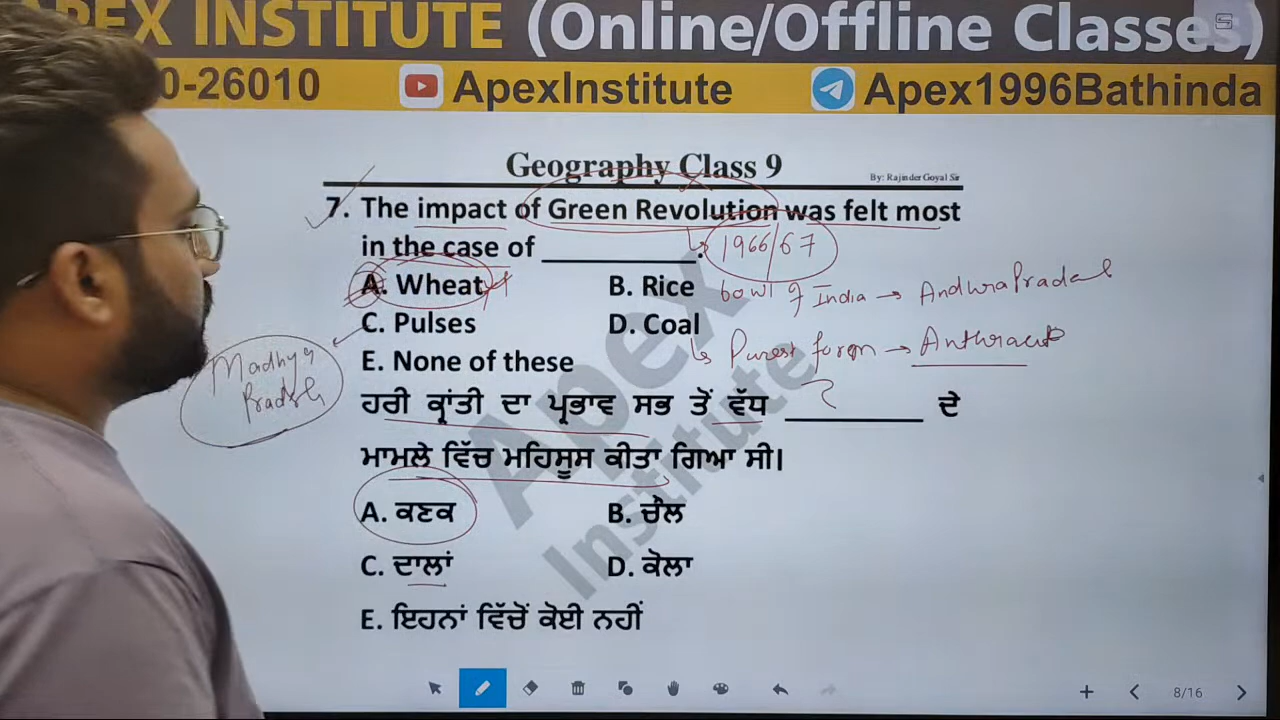 APEX INSTITUTE (Online/Offline Classes)
0-26010 ApexInstitute Apex1996Bathinda
Geography Class 9
By: Rajinder Goyal Sir
7. The impact of Green Revolution was felt most
in the case of ________.
1966/67
A. Wheat
B. Rice
bowl of India → Andhra Pradesh
C. Pulses
D. Coal
Madhya
Pradesh
Purest form → Anthracite
E. None of these
ਹਰੀ ਕ੍ਰਾਂਤੀ ਦਾ ਪ੍ਰਭਾਵ ਸਭ ਤੋਂ ਵੱਧ ________ ਦੇ
?
ਮਾਮਲੇ ਵਿੱਚ ਮਹਿਸੂਸ ਕੀਤਾ ਗਿਆ ਸੀ।
A. ਕਣਕ
B. ਚੌਲ
C. ਦਾਲਾਂ
D. ਕੋਲਾ
E. ਇਹਨਾਂ ਵਿੱਚੋਂ ਕੋਈ ਨਹੀਂ
Apex
Institute
8/16